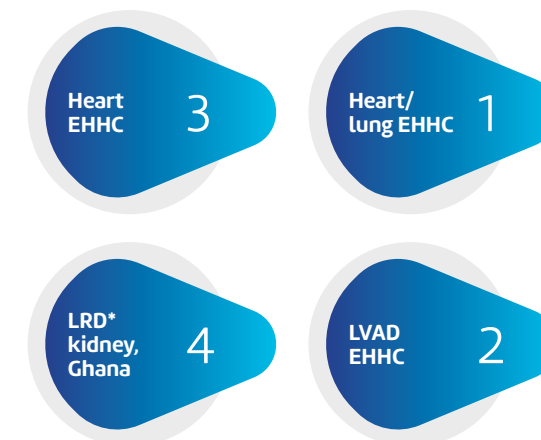 Heart
EHHC
3
Heart/
lung EHHC
1
LRD*
kidney,
Ghana
4
LVAD
EHHC
2